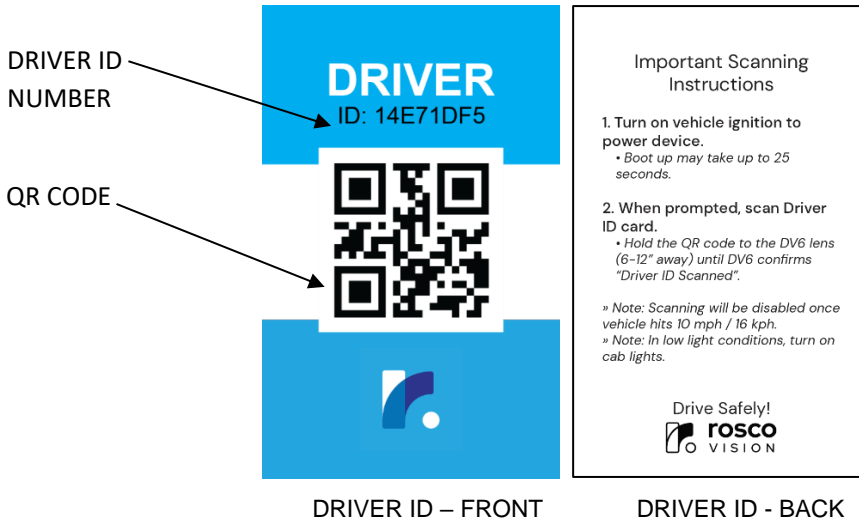 DRIVER ID
NUMBER
QR CODE
DRIVER
ID: 14E71DF5
DRIVER ID – FRONT
Important Scanning
Instructions
1. Turn on vehicle ignition to
power device.
• Boot up may take up to 25
seconds.
2. When prompted, scan Driver
ID card.
• Hold the QR code to the DV6 lens
(6-12” away) until DV6 confirms
“Driver ID Scanned”.
» Note: Scanning will be disabled once
vehicle hits 10 mph / 16 kph.
» Note: In low light conditions, turn on
cab lights.
Drive Safely!
rosco
VISION
DRIVER ID - BACK